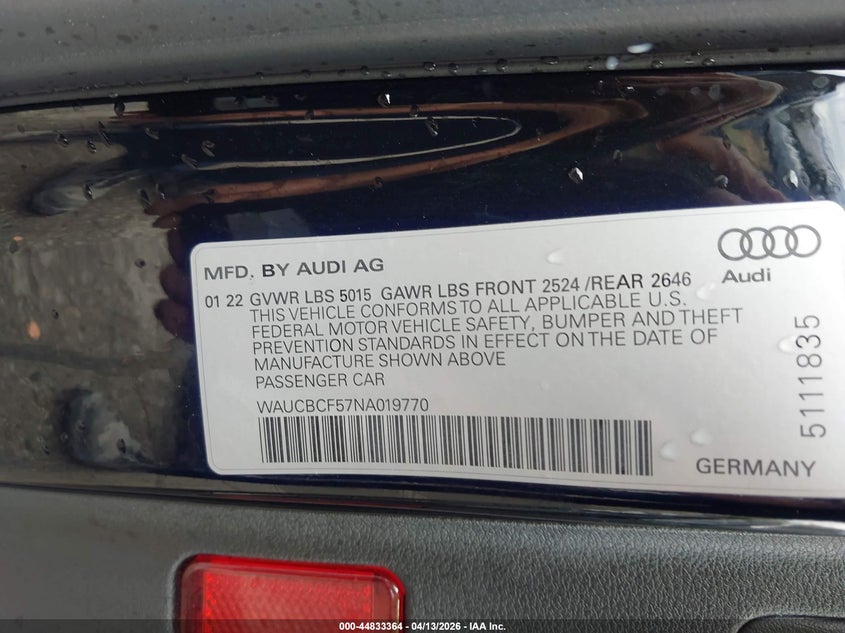 MFD. BY AUDI AG
Audi
01 22 GVWR LBS 5015 GAWR LBS FRONT 2524 /REAR 2646
THIS VEHICLE CONFORMS TO ALL APPLICABLE U.S.
FEDERAL MOTOR VEHICLE SAFETY, BUMPER AND THEFT
PREVENTION STANDARDS IN EFFECT ON THE DATE OF
MANUFACTURE SHOWN ABOVE
PASSENGER CAR
WAUCBCF57NA019770
5111835
GERMANY
000-44833364 | 04/13/2026 - IAA Inc.